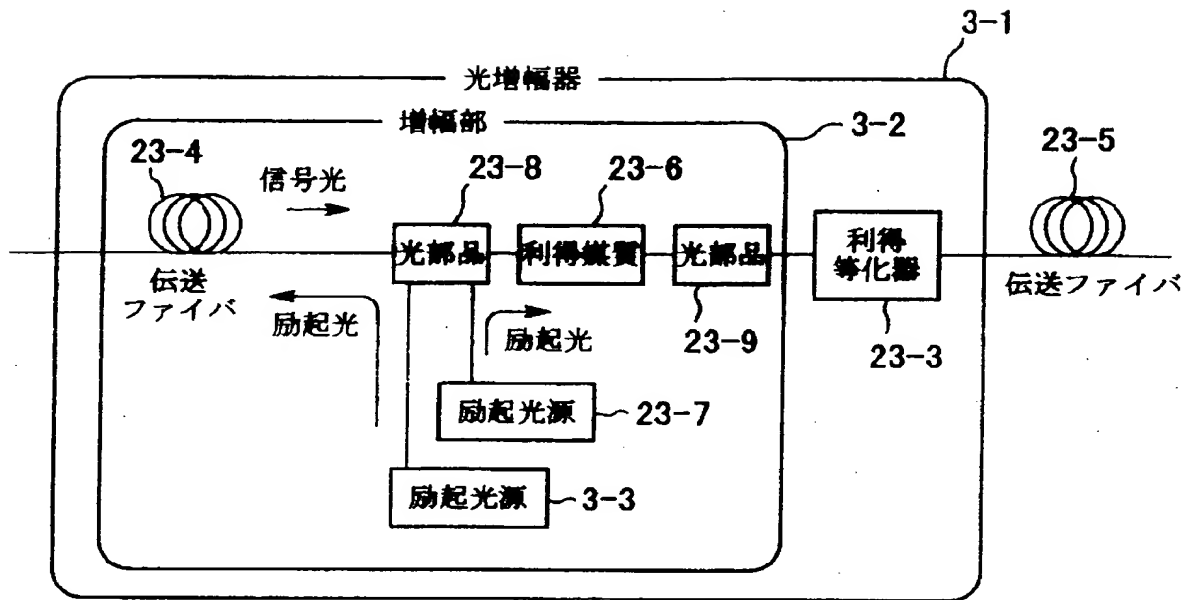 3-1
光増幅器
増幅部
3-2
23-4
信号光
23-8
23-6
23-5
光部品
利得媒質
光部品
利得
等化器
伝送
ファイバ
伝送ファイバ
励起光
励起光
23-9
23-3
励起光源
23-7
励起光源
3-3